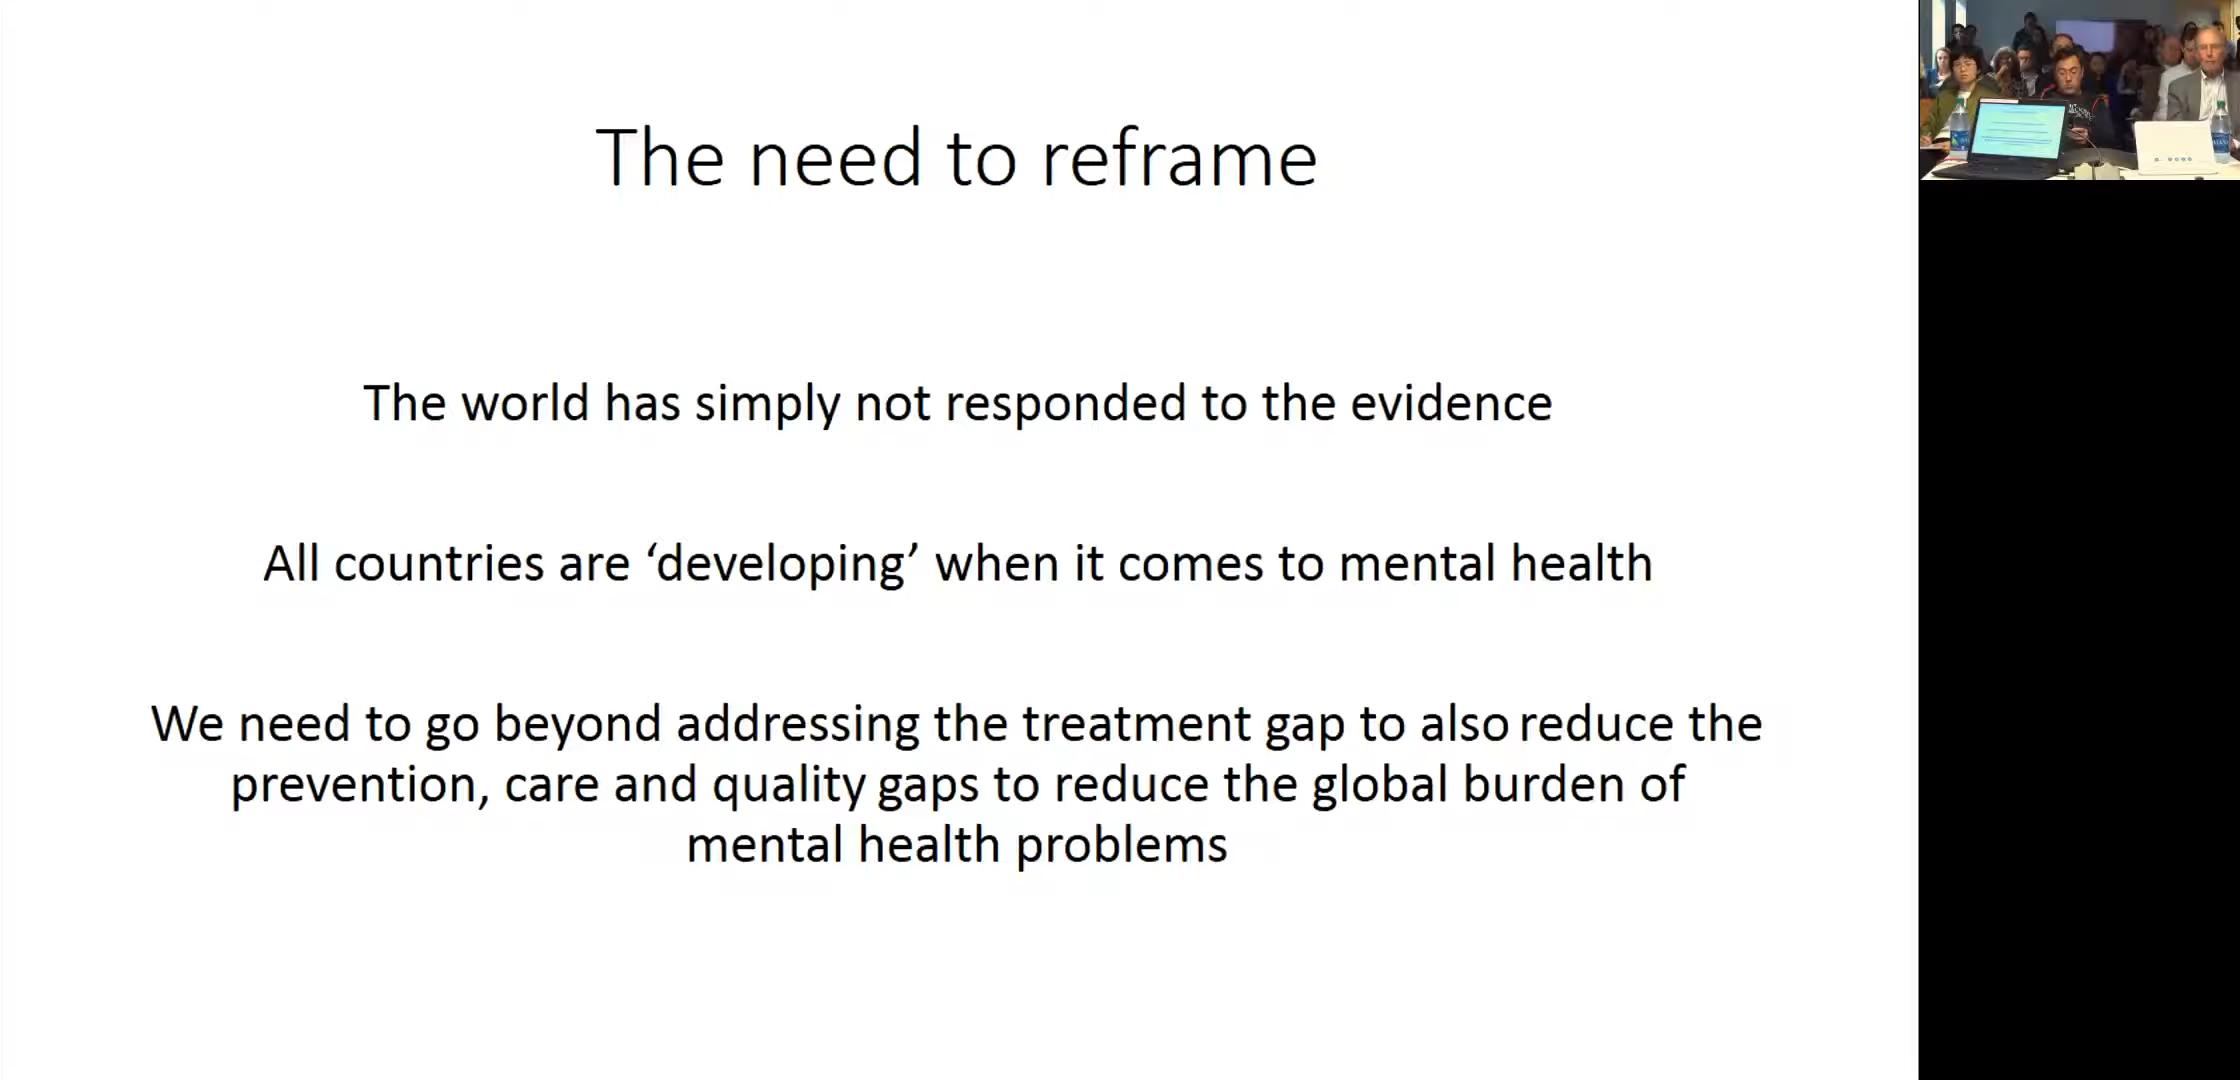 The need to reframe
The world has simply not responded to the evidence
All countries are ‘developing’ when it comes to mental health
We need to go beyond addressing the treatment gap to also reduce the
prevention, care and quality gaps to reduce the global burden of
mental health problems